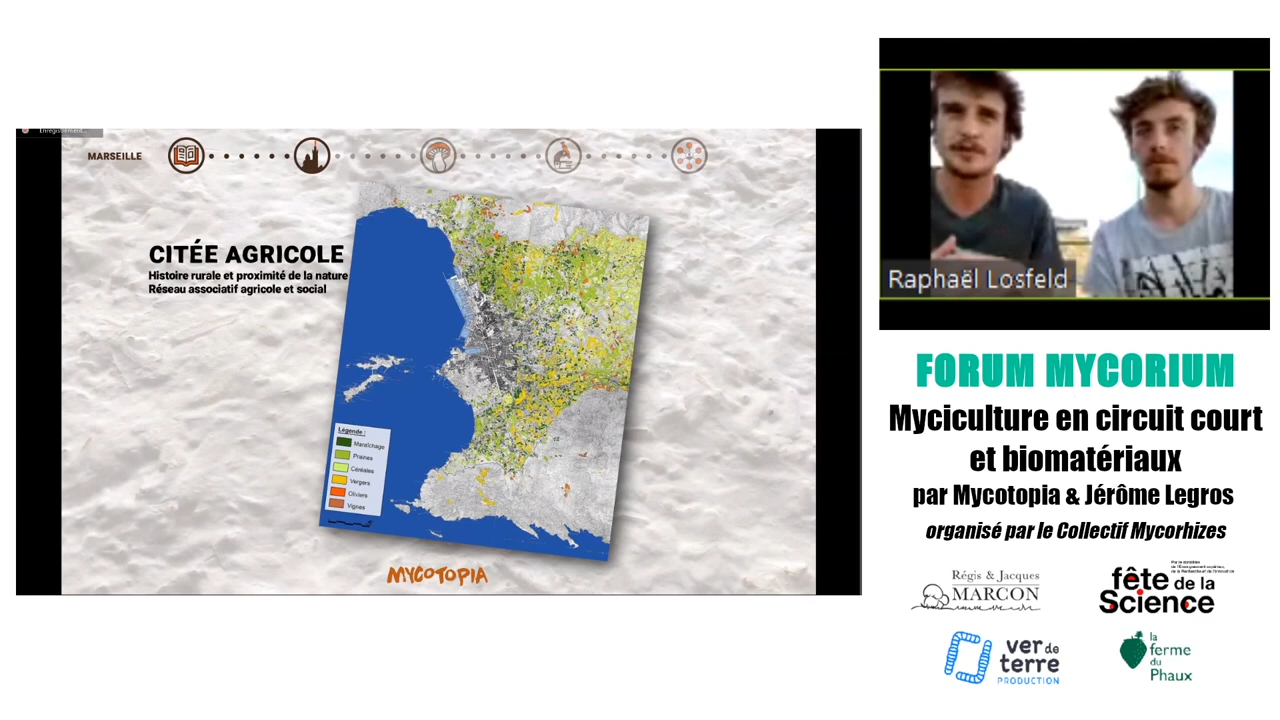 Enregistrement...
MARSEILLE
CITÉE AGRICOLE
Histoire rurale et proximité de la nature
Réseau associatif agricole et social
Légende :
Maraîchage
Prairies
Céréales
Vergers
Oliviers
Vignes
MYCOTOPIA
Raphaël Losfeld
FORUM MYCORIUM
Myciculture en circuit court
et biomatériaux
par Mycotopia & Jérôme Legros
organisé par le Collectif Mycorhizes
Régis & Jacques
MARCON
fête de la
Science
ver de
terre
PRODUCTION
la
ferme
du
Phaux